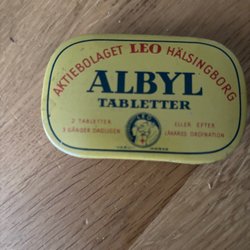 AKTIEBOLAGET LEO HÄLSINGBORG
ALBYL
TABLETTER
2 TABLETTER
3 GÅNGER DAGLIGEN
ELLER EFTER
LÄKARES ORDINATION
LEO